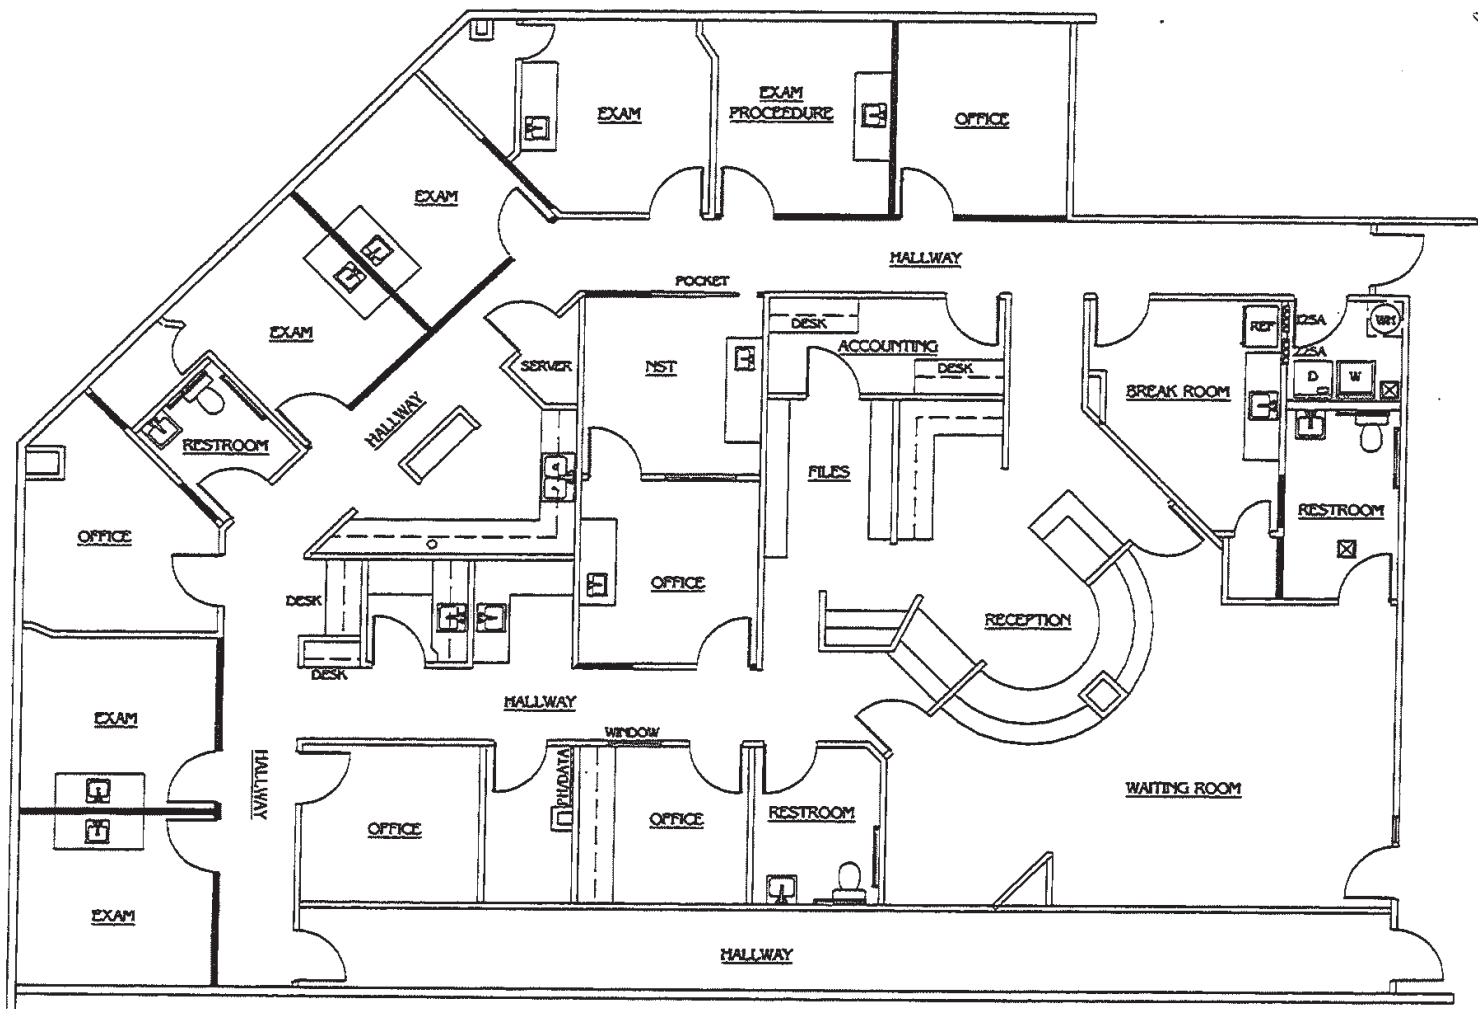 EXAM
EXAM
PROCEEDURE
OFFICE
EXAM
HALLWAY
POCKET
DESK
REF
125A
WH
EXAM
SERVER
NST
ACCOUNTING
225A
DESK
D
W
BREAK ROOM
HALLWAY
RESTROOM
FILES
RESTROOM
OFFICE
OFFICE
DESK
RECEPTION
DESK
HALLWAY
EXAM
WINDOW
HALLWAY
PH/DATA
WAITING ROOM
OFFICE
OFFICE
RESTROOM
EXAM
HALLWAY